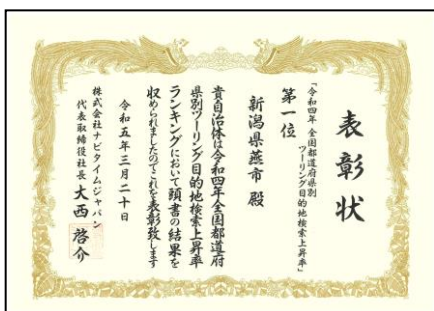 表彰状
「令和四年 全国都道府県別
ツーリング目的地検索上昇率」
第一位
新潟県燕市 殿
貴自治体は令和四年全国都道府
県別ツーリング目的地検索上昇率
ランキングにおいて頭書の結果を
収められましたのでこれを表彰致します
令和五年三月二十日
株式会社ナビタイムジャパン
代表取締役社長 大西 啓介